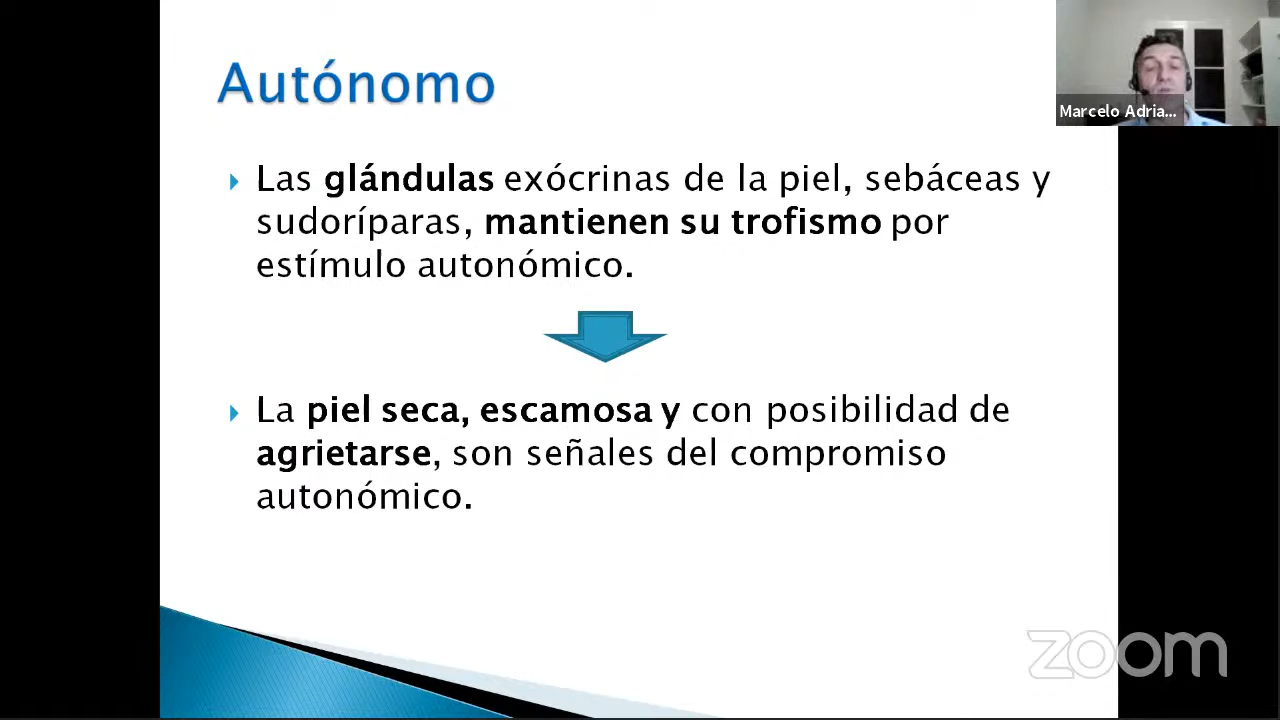 Autónomo
Marcelo Adria...
Las glándulas exócrinas de la piel, sebáceas y
sudoríparas, mantienen su trofismo por
estímulo autonómico.
La piel seca, escamosa y con posibilidad de
agrietarse, son señales del compromiso
autonómico.
zoom